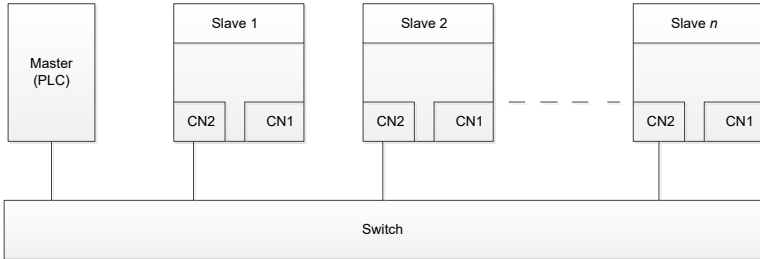 Master
(PLC)
Slave 1
CN2
CN1
Slave 2
CN2
CN1
Slave n
CN2
CN1
Switch